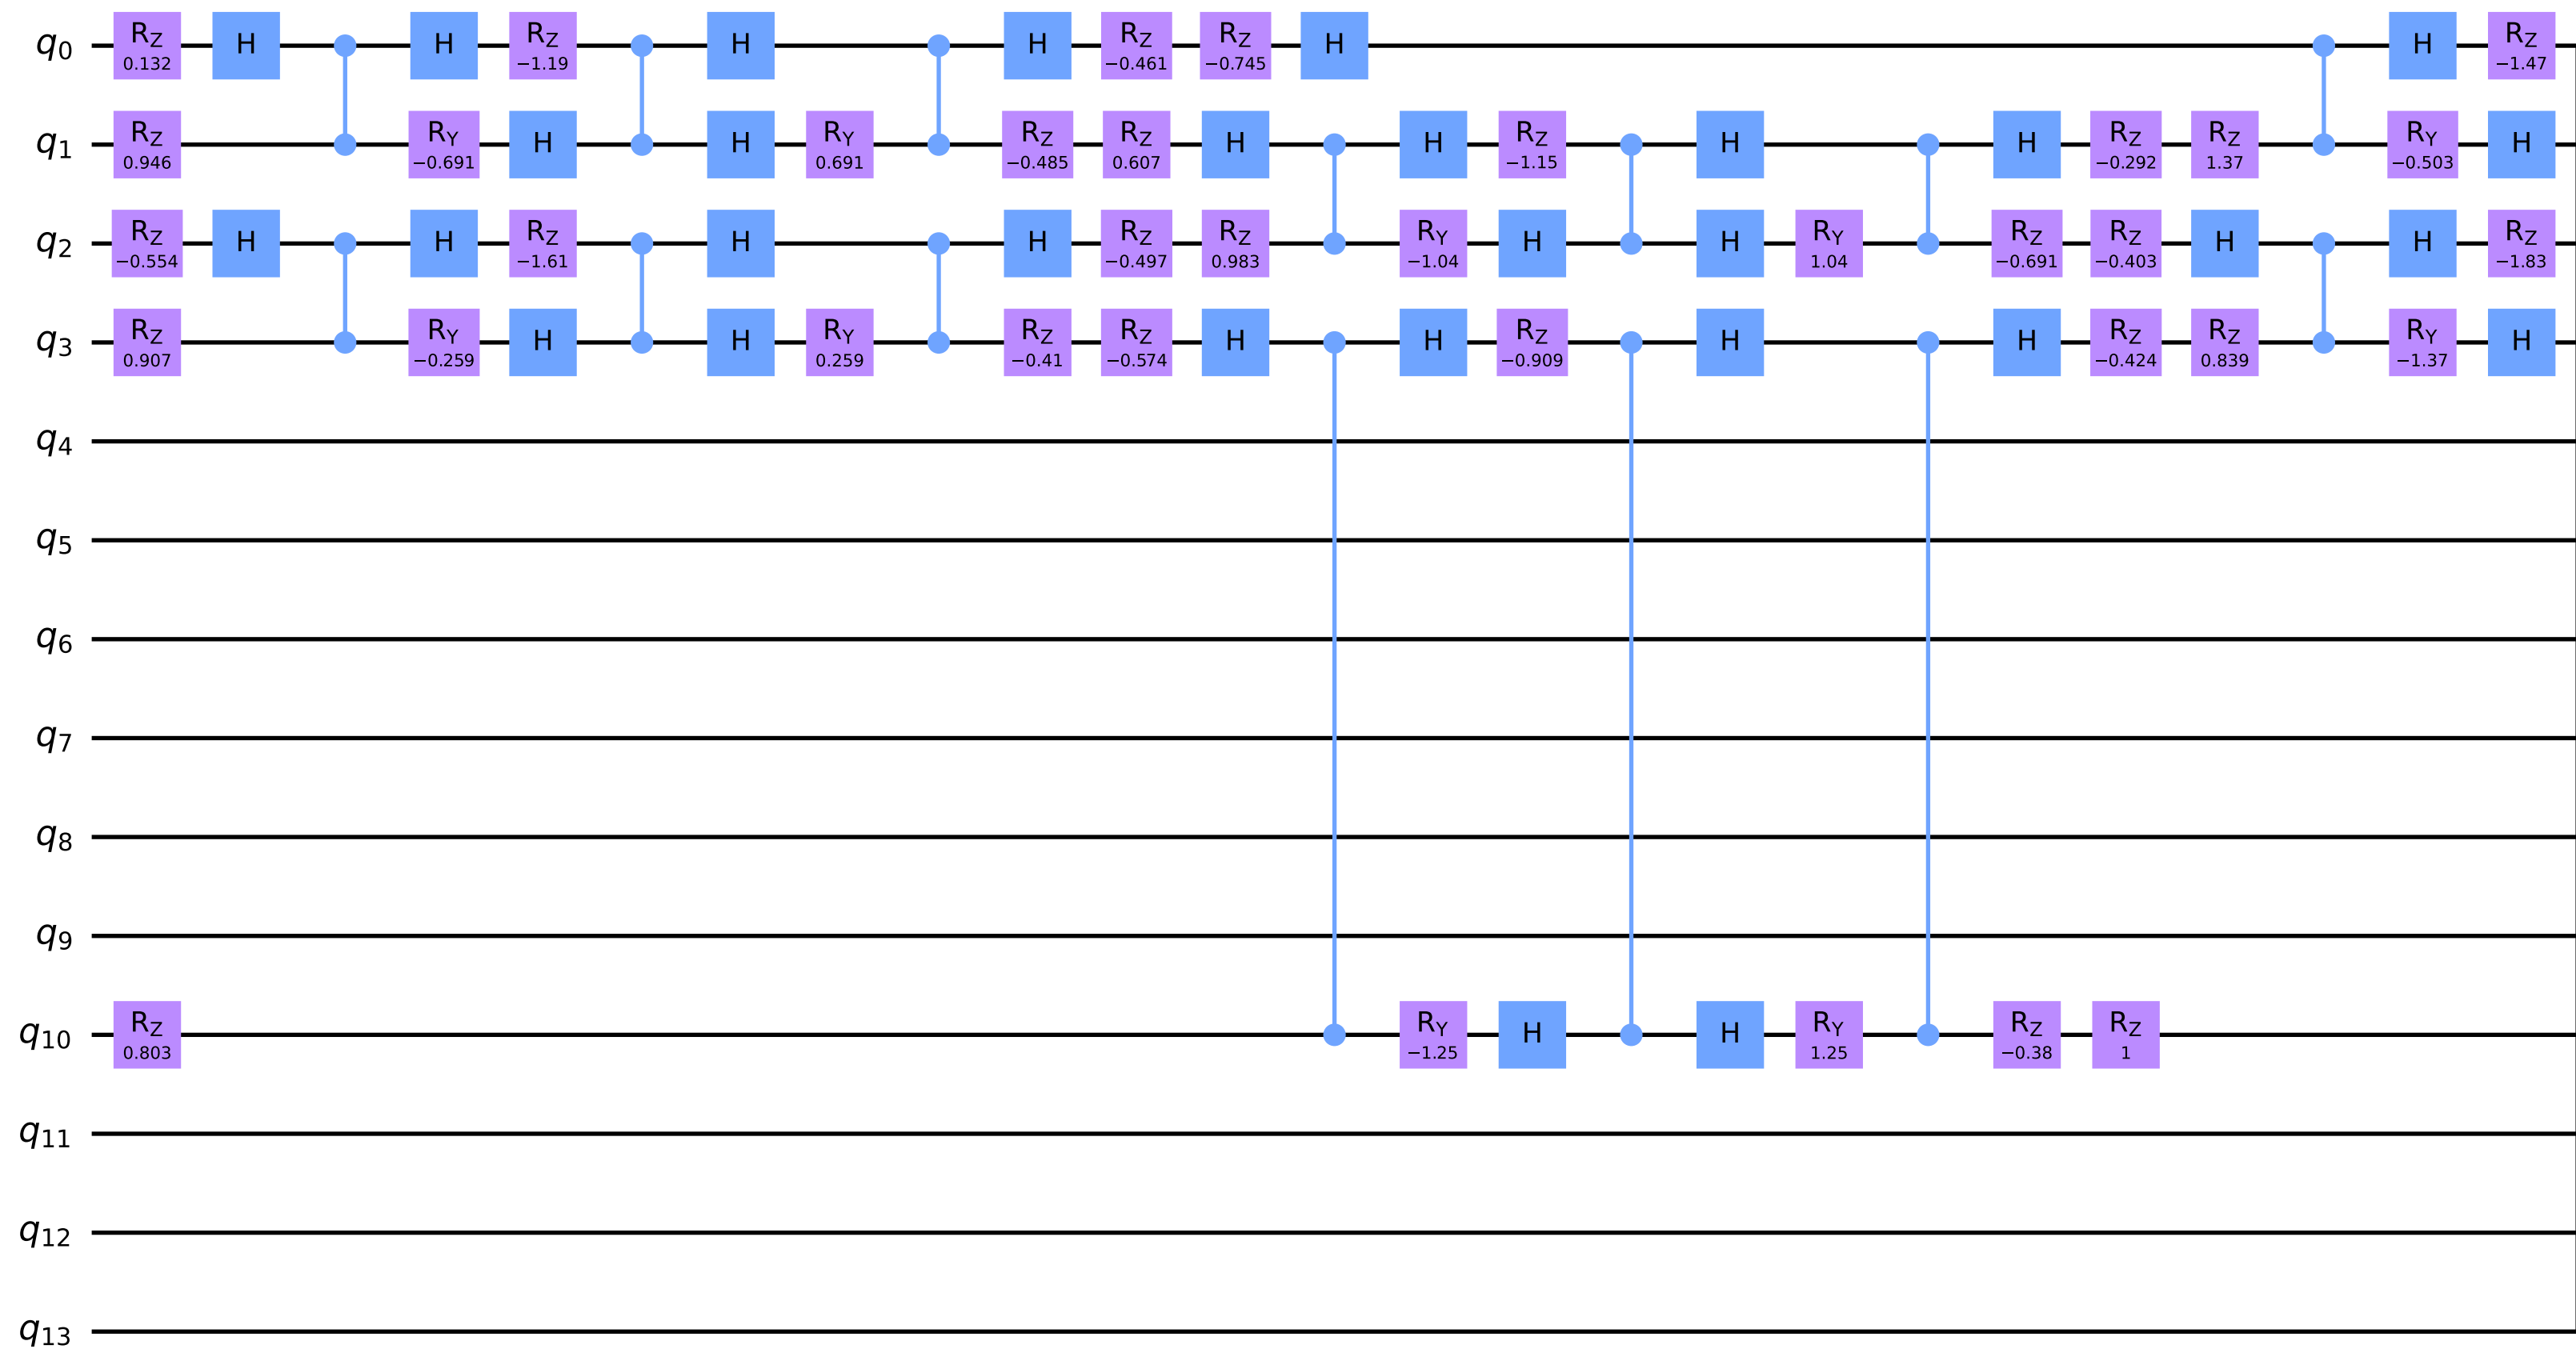 q0 RZ 0.132 H H RZ −1.19 H H RZ −0.461 RZ −0.745 H H RZ −1.47
q1 RZ 0.946 RY −0.691 H H RY 0.691 RZ −0.485 RZ 0.607 H H RZ −1.15 H H RZ −0.292 RZ 1.37 RY −0.503 H
q2 RZ −0.554 H H RZ −1.61 H H RZ −0.497 RZ 0.983 RY −1.04 H H RY 1.04 RZ −0.691 RZ −0.403 H H RZ −1.83
q3 RZ 0.907 RY −0.259 H H RY 0.259 RZ −0.41 RZ −0.574 H H RZ −0.909 H H RZ −0.424 RZ 0.839 RY −1.37 H
q4
q5
q6
q7
q8
q9
q10 RZ 0.803 RY −1.25 H H RY 1.25 RZ −0.38 RZ 1
q11
q12
q13